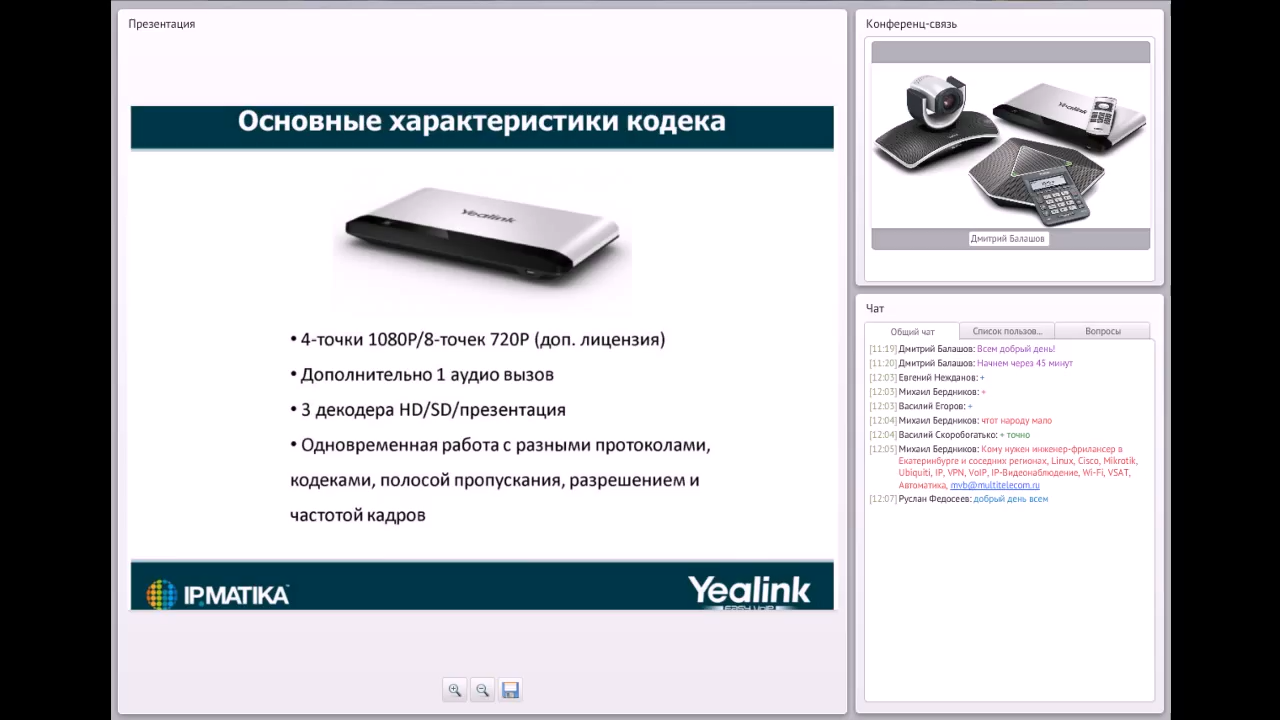 Презентация
Основные характеристики кодека
Yealink
• 4-точки 1080P/8-точек 720P (доп. лицензия)
• Дополнительно 1 аудио вызов
• 3 декодера HD/SD/презентация
• Одновременная работа с разными протоколами,
кодеками, полосой пропускания, разрешением и
частотой кадров
IPMATIKA™
Yealink
EASY VoIP
Конференц-связь
Yealink
Дмитрий Балашов
Чат
Общий чат
Список пользов...
Вопросы
[11:19] Дмитрий Балашов: Всем добрый день!
[11:20] Дмитрий Балашов: Начнем через 45 минут
[12:03] Евгений Нежданов: +
[12:03] Михаил Бердников: +
[12:03] Василий Егоров: +
[12:04] Михаил Бердников: чтот народу мало
[12:04] Василий Скоробогатько: + точно
[12:05] Михаил Бердников: Кому нужен инженер-фрилансер в
Екатеринбурге и соседних регионах, Linux, Cisco, Mikrotik,
Ubiquiti, IP, VPN, VoIP, IP-Видеонаблюдение, Wi-Fi, VSAT,
Автоматика, mvb@multitelecom.ru
[12:07] Руслан Федосеев: добрый день всем